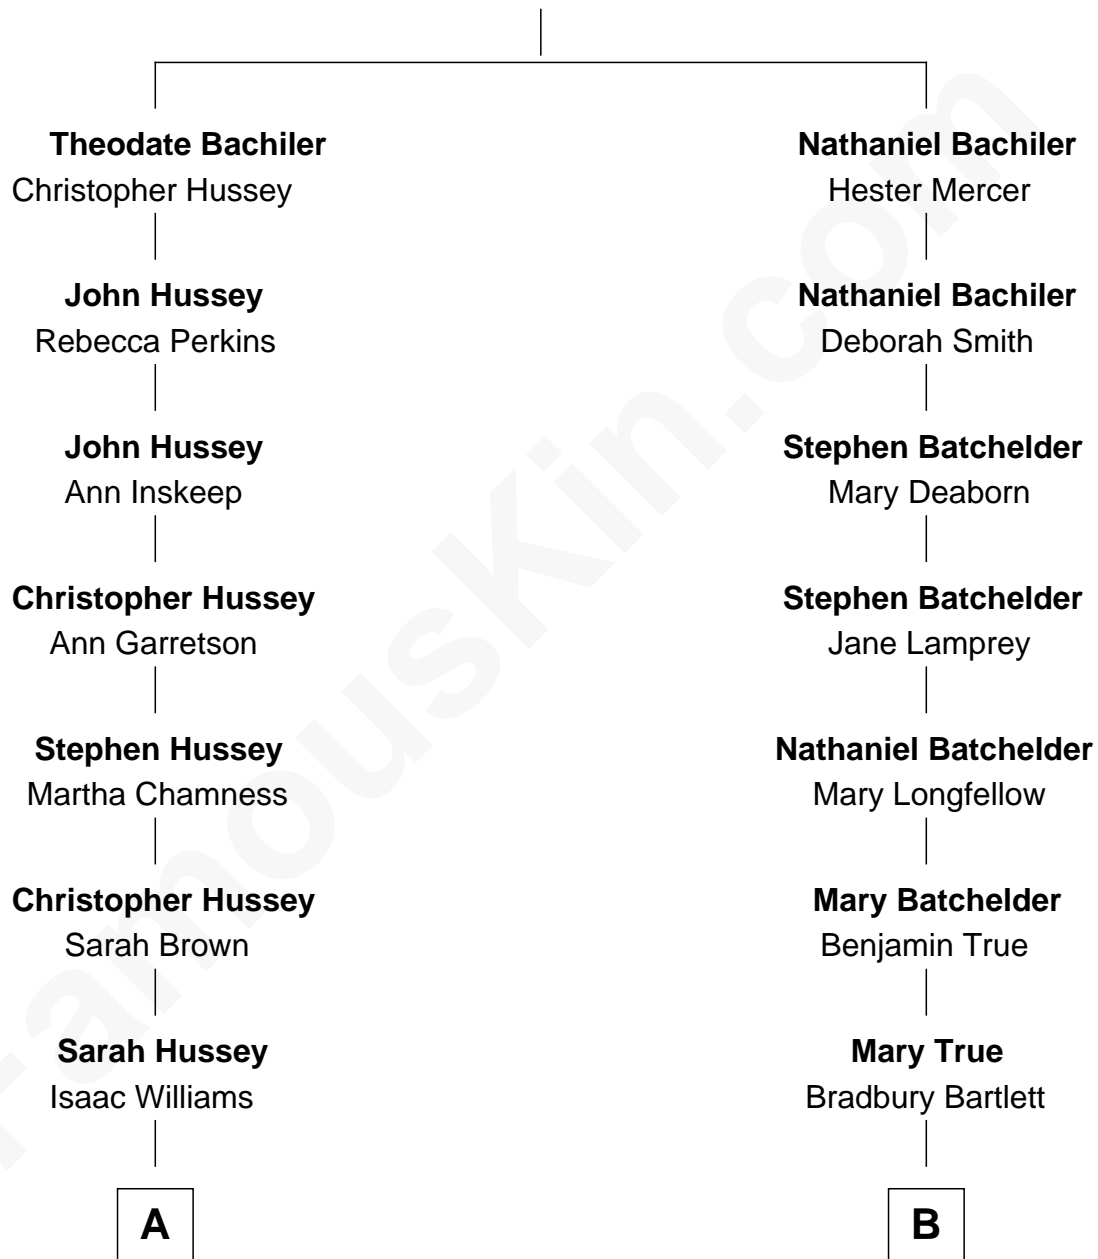 Theodate Bachiler
Christopher Hussey
John Hussey
Rebecca Perkins
John Hussey
Ann Inskeep
Christopher Hussey
Ann Garretson
Stephen Hussey
Martha Chamness
Christopher Hussey
Sarah Brown
Sarah Hussey
Isaac Williams
A
Nathaniel Bachiler
Hester Mercer
Nathaniel Bachiler
Deborah Smith
Stephen Batchelder
Mary Deaborn
Stephen Batchelder
Jane Lamprey
Nathaniel Batchelder
Mary Longfellow
Mary Batchelder
Benjamin True
Mary True
Bradbury Bartlett
B
FamousKin.com